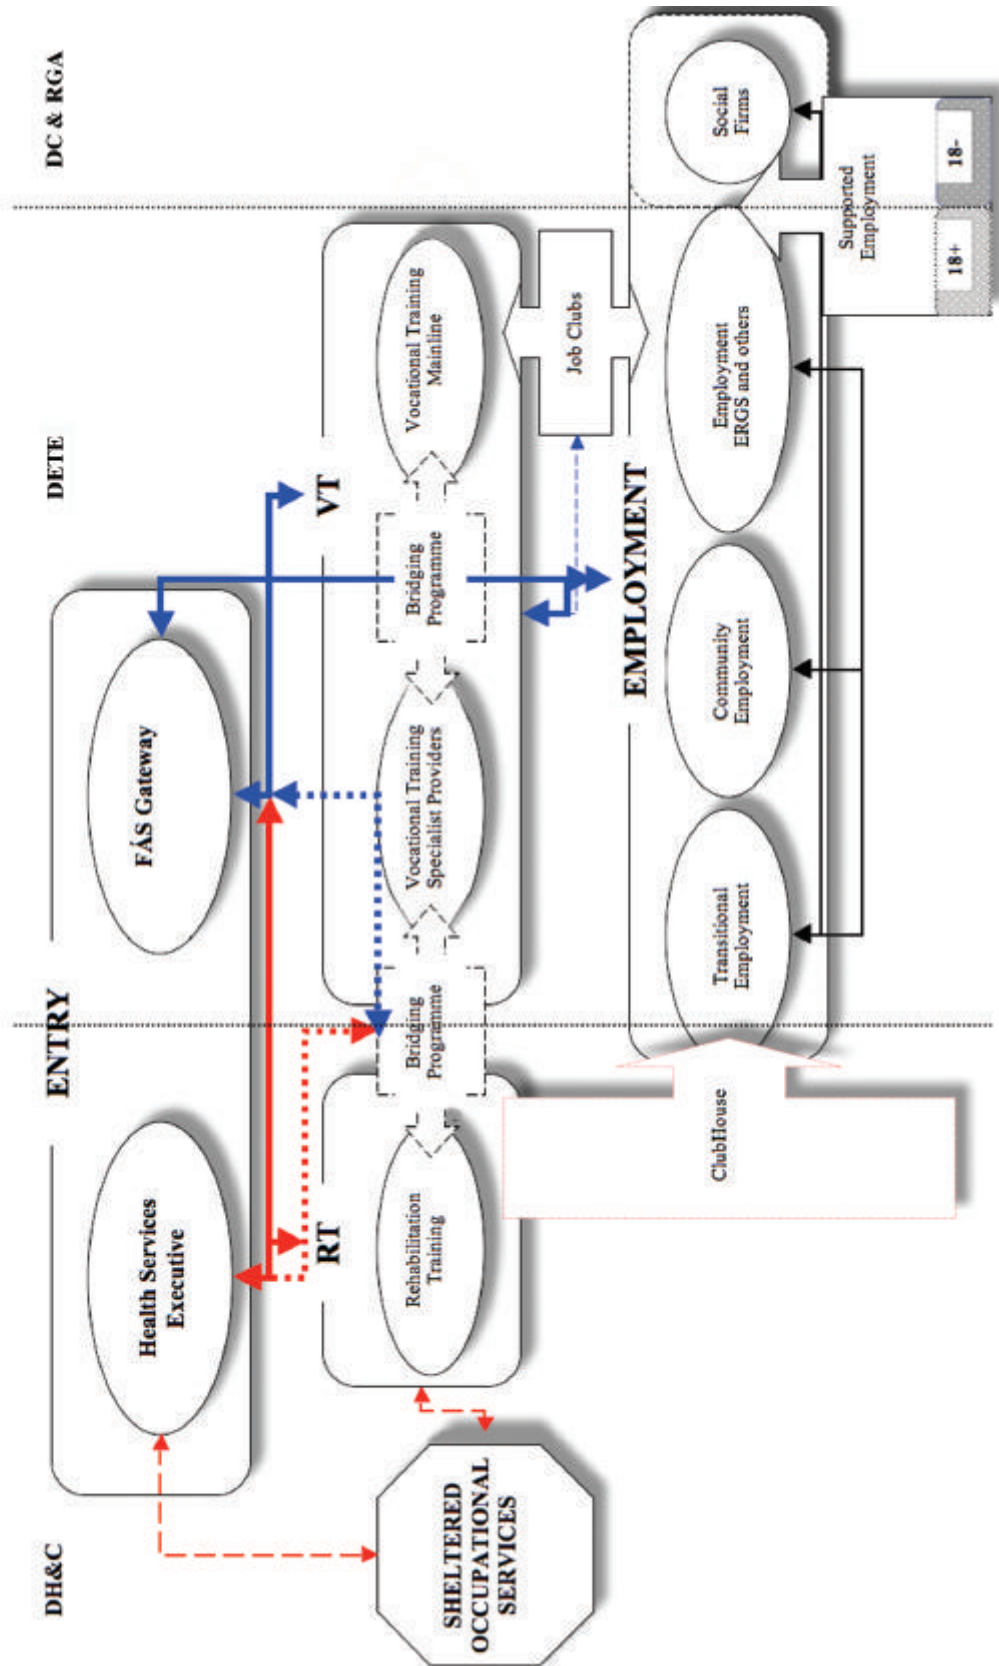 DH&C
DETE
DC & RGA
ENTRY
Health Services
Executive
FÁS Gateway
RT
VT
Rehabilitation
Training
Bridging
Programme
Vocational Training
Specialist Providers
Bridging
Programme
Vocational Training
Mainline
SHELTERED
OCCUPATIONAL
SERVICES
Job Clubs
EMPLOYMENT
ClubHouse
Transitional
Employment
Community
Employment
Employment
ERGS and others
Social
Firms
Supported
Employment
18+
18-